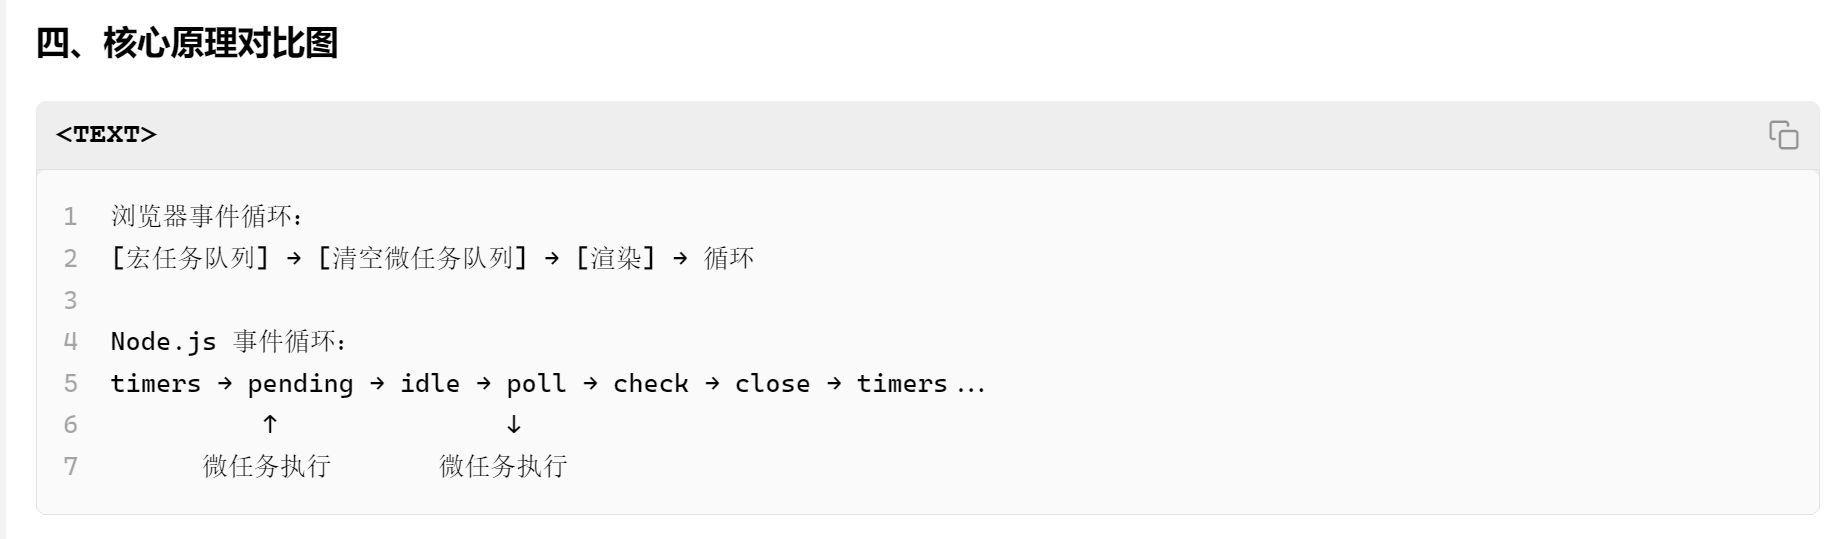 四、核心原理对比图
<TEXT>
1 浏览器事件循环：
2 [宏任务队列] → [清空微任务队列] → [渲染] → 循环
3
4 Node.js 事件循环：
5 timers → pending → idle → poll → check → close → timers...
6 ↑ ↓
7 微任务执行 微任务执行